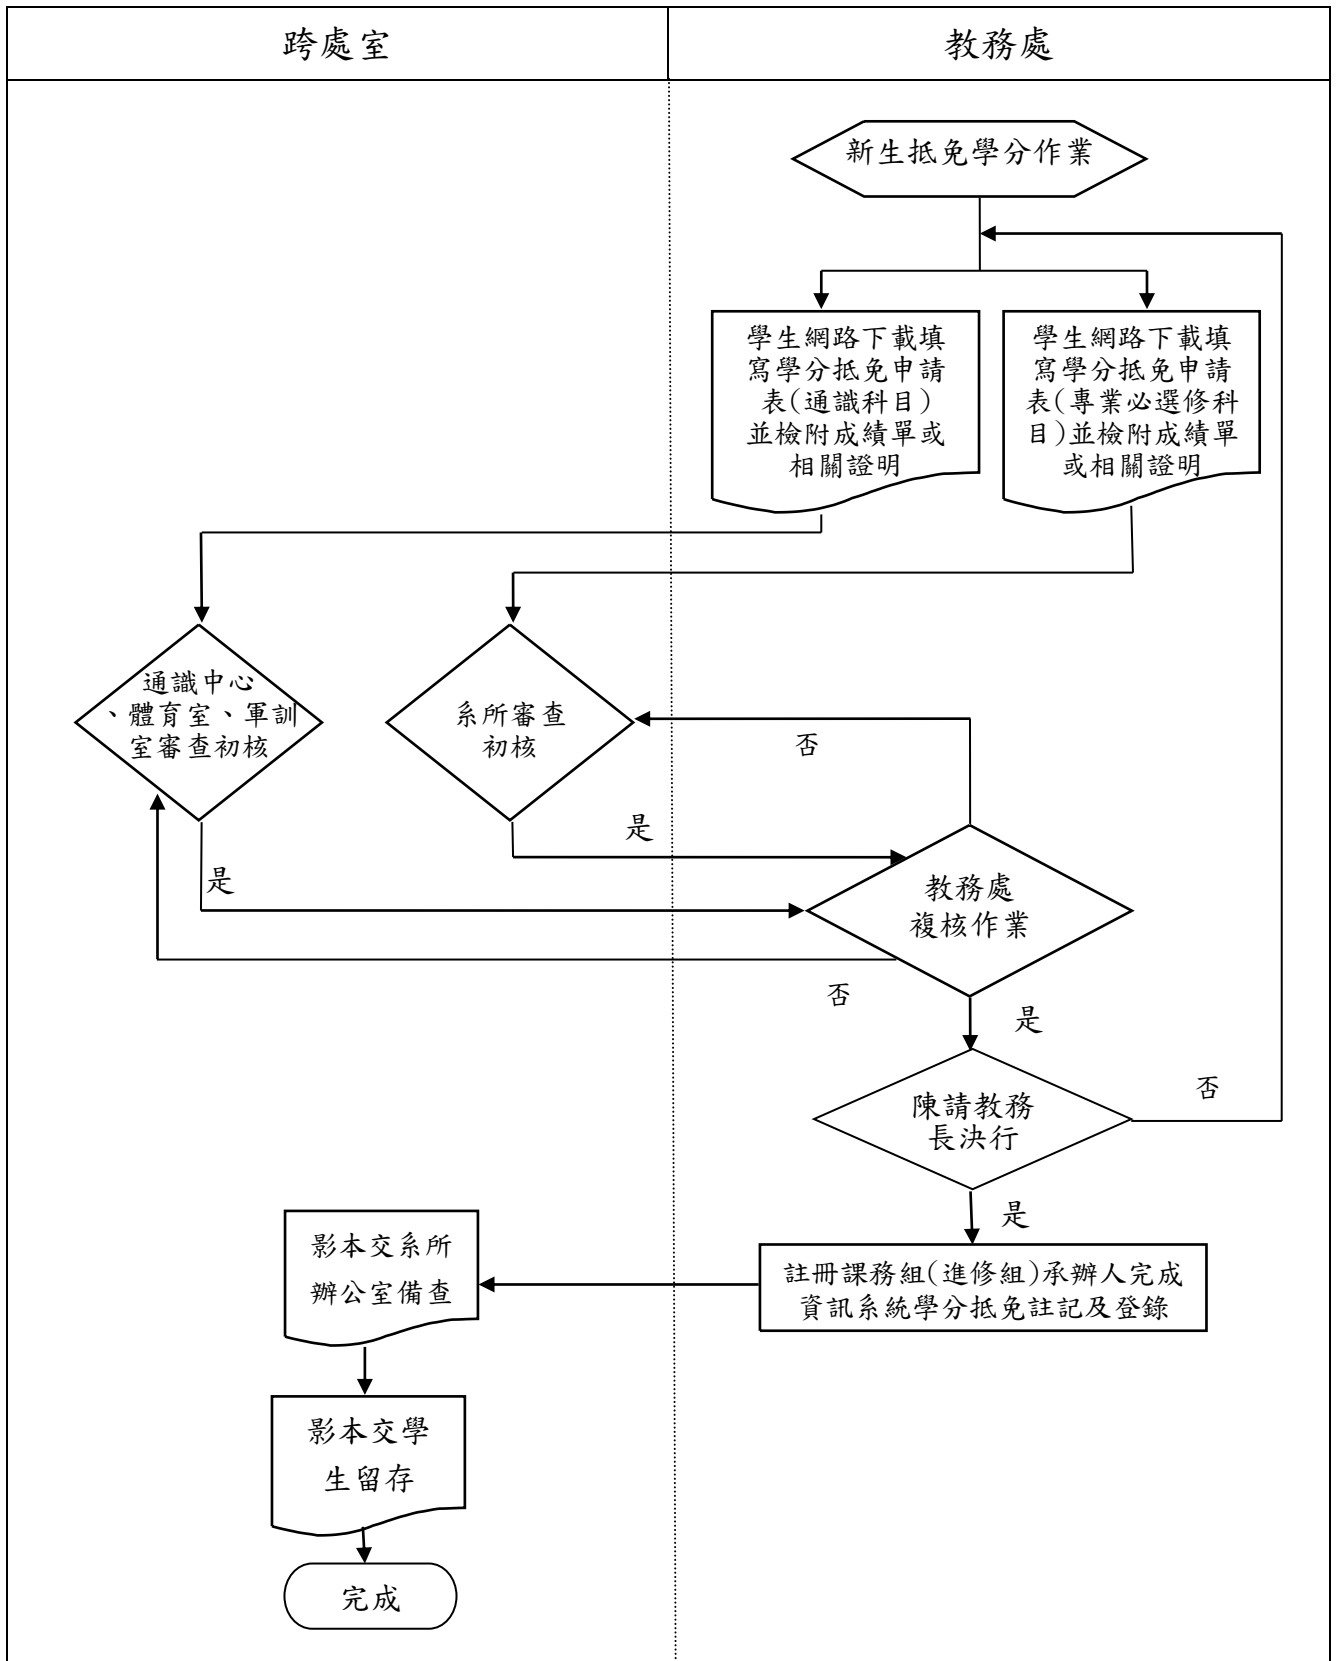 跨處室
教務處
新生抵免學分作業
學生網路下載填
寫學分抵免申請
表(通識科目)
並檢附成績單或
相關證明
學生網路下載填
寫學分抵免申請
表(專業必選修科
目)並檢附成績單
或相關證明
通識中心
、體育室、軍訓
室審查初核
系所審查
初核
否
是
是
教務處
複核作業
否
是
陳請教務
長決行
否
是
影本交系所
辦公室備查
註冊課務組(進修組)承辦人完成
資訊系統學分抵免註記及登錄
影本交學
生留存
完成